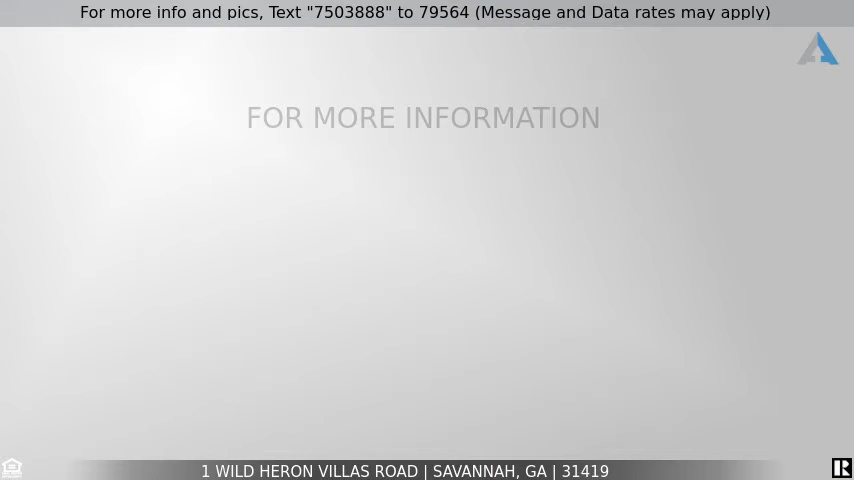 For more info and pics, Text "7503888" to 79564 (Message and Data rates may apply)
FOR MORE INFORMATION
1 WILD HERON VILLAS ROAD | SAVANNAH, GA | 31419